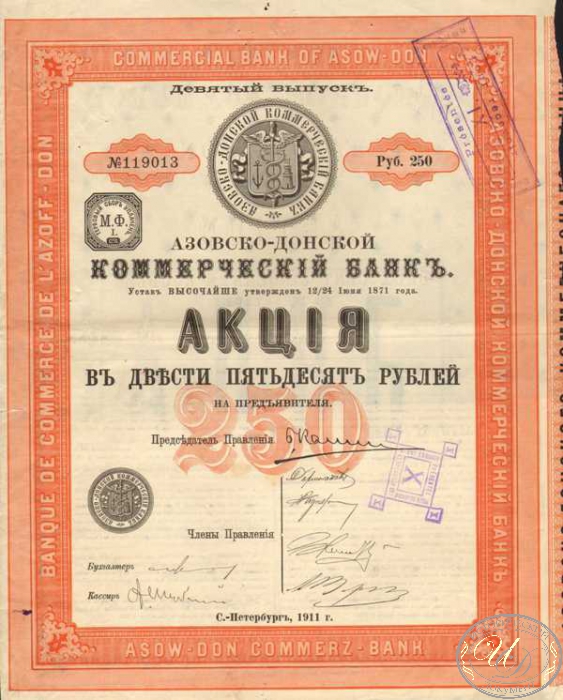 COMMERCIAL BANK OF ASOW-DON
Девятый выпускъ.
АЗОВСКО-ДОНСКОЙ КОММЕРЧЕСКІЙ БАНКЪ
№119013
Руб. 250
М.Ф.
I.
АЗОВСКО-ДОНСКОЙ
КОММЕРЧЕСКІЙ БАНКЪ.
Уставъ ВЫСОЧАЙШЕ утвержденъ 12/24 Іюня 1871 года.
АКЦІЯ
ВЪ ДВѢСТИ ПЯТЬДЕСЯТЪ РУБЛЕЙ
НА ПРЕДЪЯВИТЕЛЯ.
250
Предсѣдатель Правленія
Члены Правленія
Бухгалтеръ
Кассиръ
С.-Петербургъ, 1911 г.
ASOW-DON COMMERZ-BANK
BANQUE DE COMMERCE DE L'AZOFF-DON
АЗОВСКО-ДОНСКОЙ КОММЕРЧЕСКІЙ БАНКЪ
X